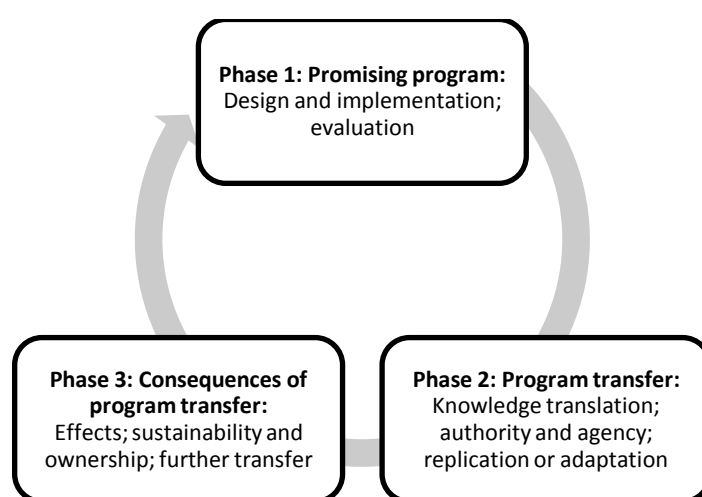 Phase 1: Promising program:
Design and implementation;
evaluation
Phase 3: Consequences of
program transfer:
Effects; sustainability and
ownership; further transfer
Phase 2: Program transfer:
Knowledge translation;
authority and agency;
replication or adaptation